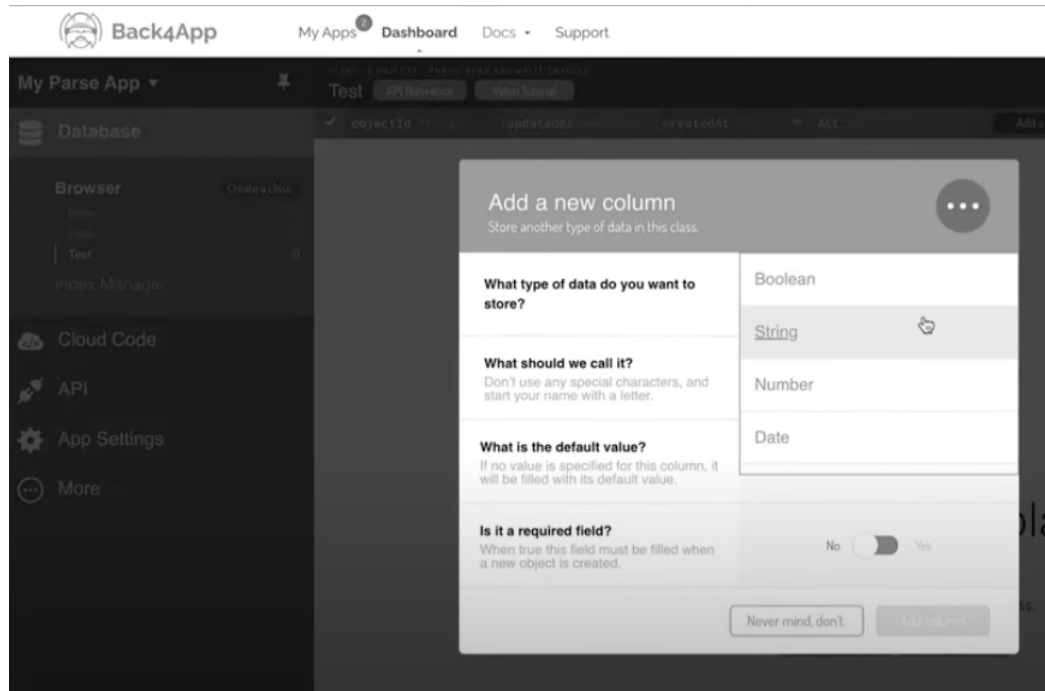 Back4App
My Apps 2 Dashboard Docs Support
My Parse App
Test API Reference Video Tutorial
Database
objectId updatedAt createdAt ACL
Browser Create a class
Test 0
Index Manager
Cloud Code
API
App Settings
More
Add a new column
Store another type of data in this class.
What type of data do you want to
store?
Boolean
String
Number
Date
What should we call it?
Don't use any special characters, and
start your name with a letter.
What is the default value?
If no value is specified for this column, it
will be filled with its default value.
Is it a required field?
When true this field must be filled when
a new object is created.
No Yes
Never mind, don't. Add column